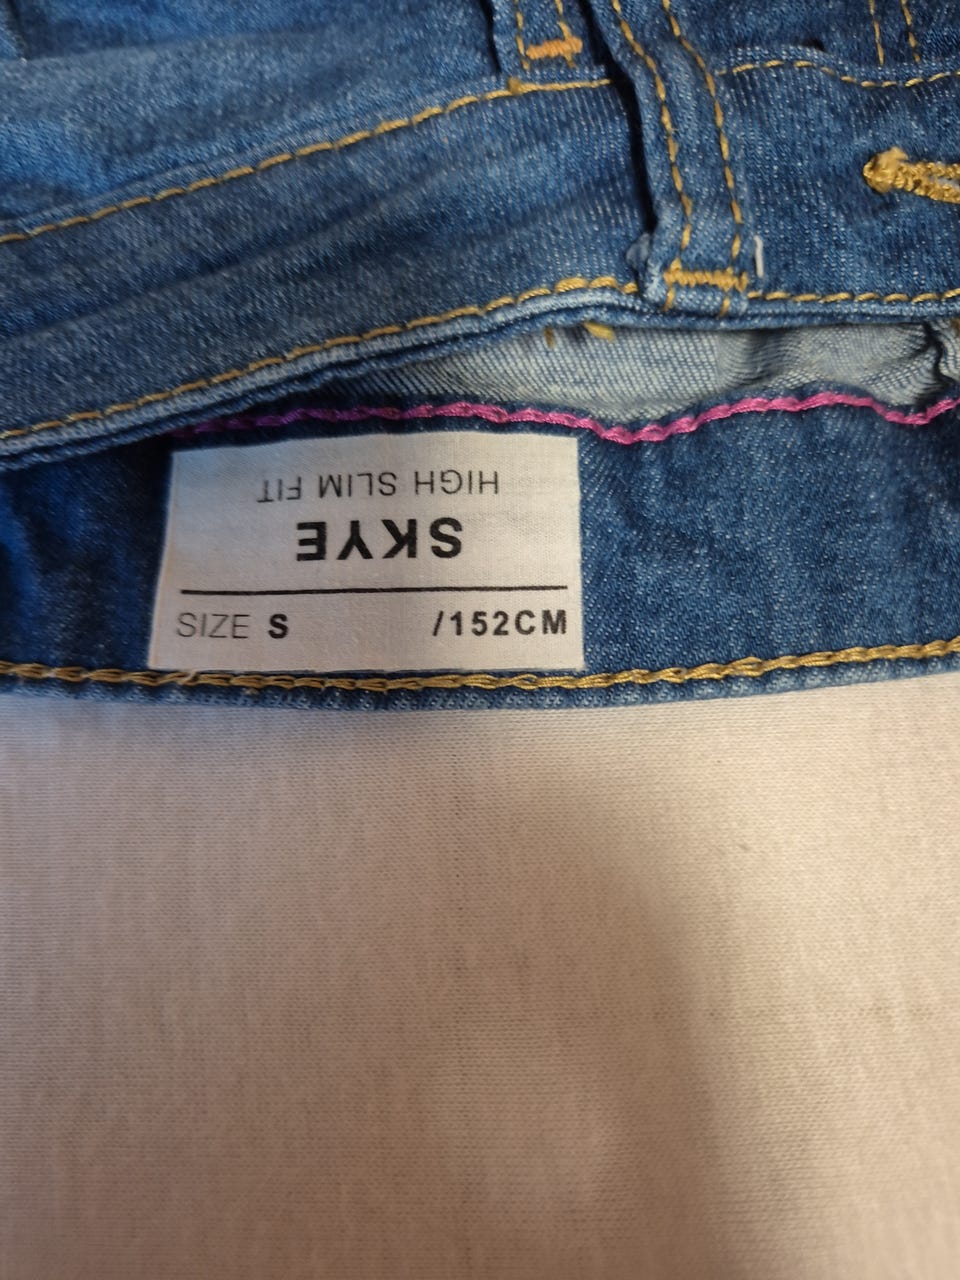 HIGH SLIM FIT
SKYE
SIZE S /152CM